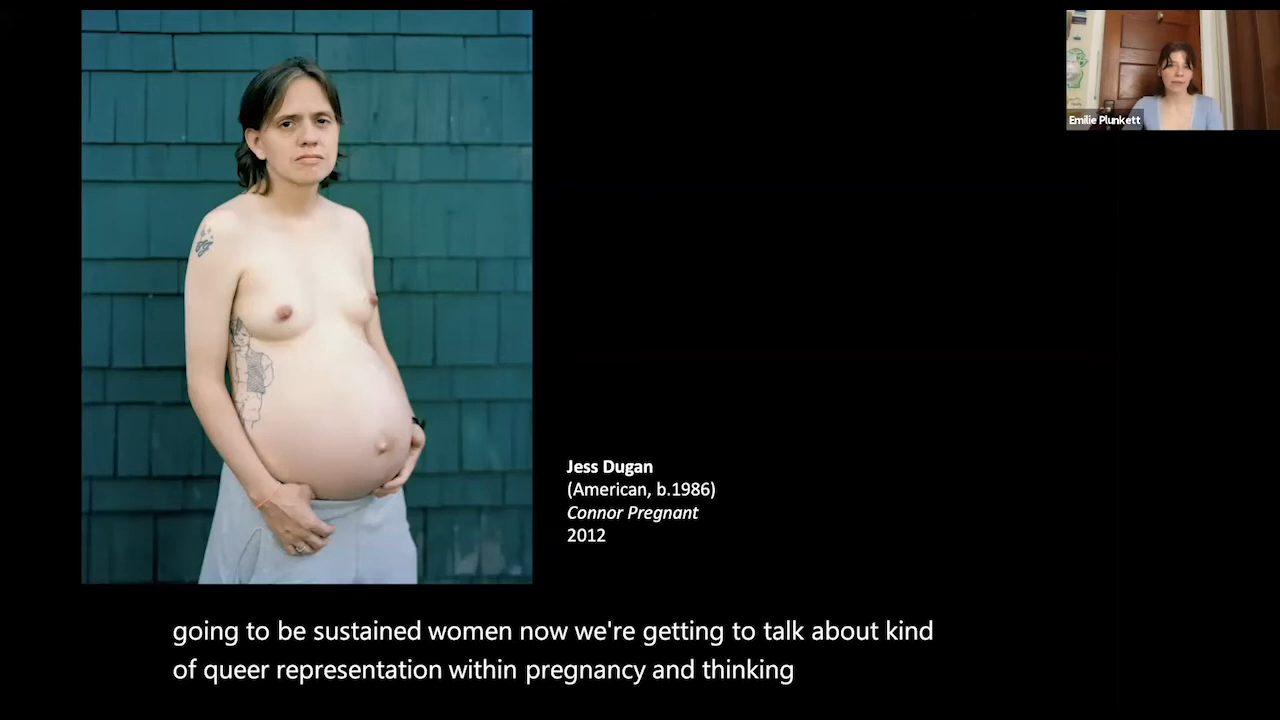 Emilie Plunkett
Jess Dugan
(American, b.1986)
Connor Pregnant
2012
going to be sustained women now we're getting to talk about kind
of queer representation within pregnancy and thinking